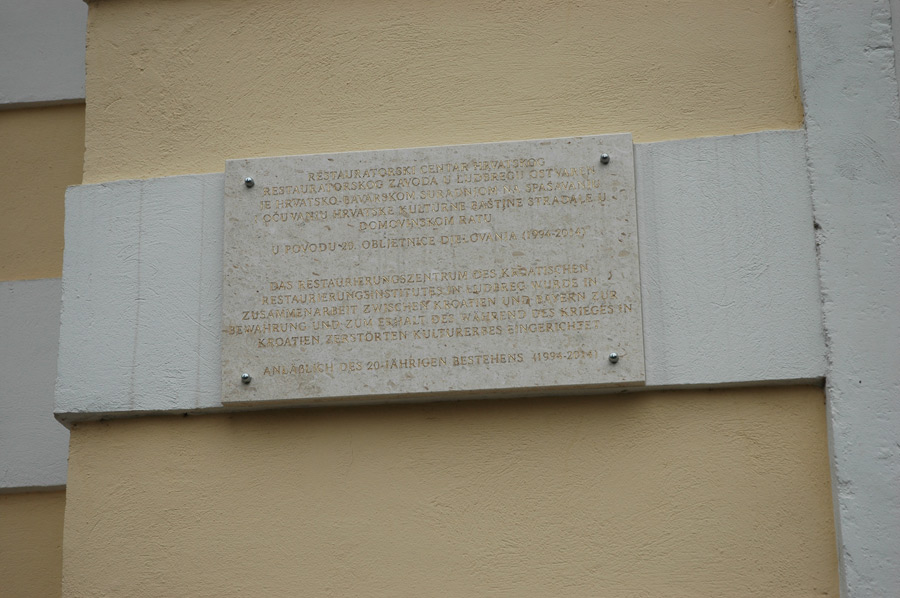 RESTAURATORSKI CENTAR HRVATSKOG
RESTAURATORSKOG ZAVODA U LUDBREGU OSTVAREN
JE HRVATSKO-BAVARSKOM SURADNJOM NA SPAŠAVANJU
I OČUVANJU HRVATSKE KULTURNE BAŠTINE STRADALE U
DOMOVINSKOM RATU
U POVODU 20. OBLJETNICE DJELOVANJA (1994-2014)
DAS RESTAURIERUNGSZENTRUM DES KROATISCHEN
RESTAURIERUNGSINSTITUTES IN LUDBREG WURDE IN
ZUSAMMENARBEIT ZWISCHEN KROATIEN UND BAYERN ZUR
BEWAHRUNG UND ZUM ERHALT DES WÄHREND DES KRIEGES IN
KROATIEN ZERSTÖRTEN KULTURERBES EINGERICHTET
ANLÄßLICH DES 20-JÄHRIGEN BESTEHENS (1994-2014)